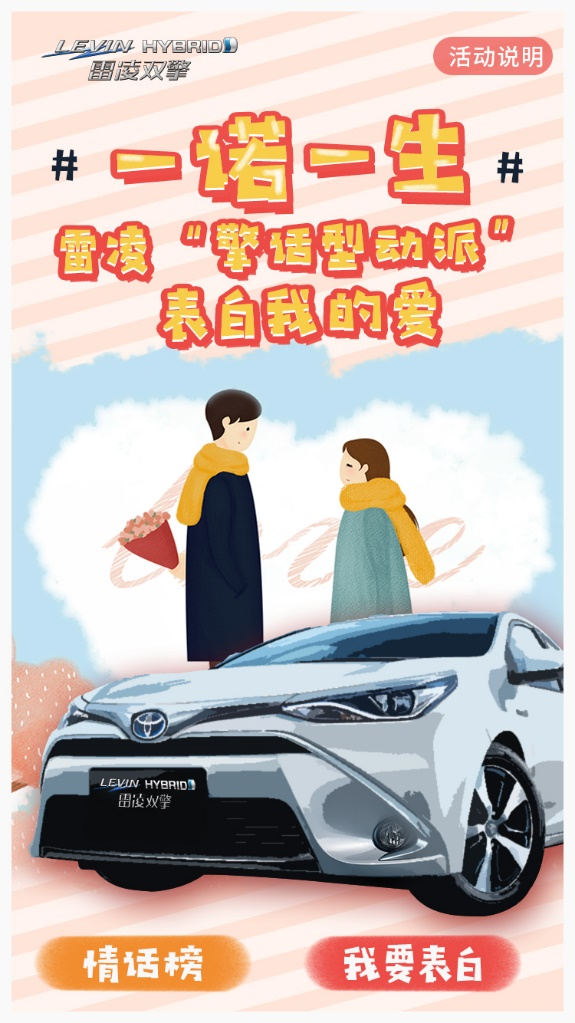 LEVIN HYBRID
雷凌双擎
活动说明
# 一诺一生 #
雷凌“擎话型动派”
表白我的爱
love
LEVIN HYBRID
雷凌双擎
情话榜
我要表白